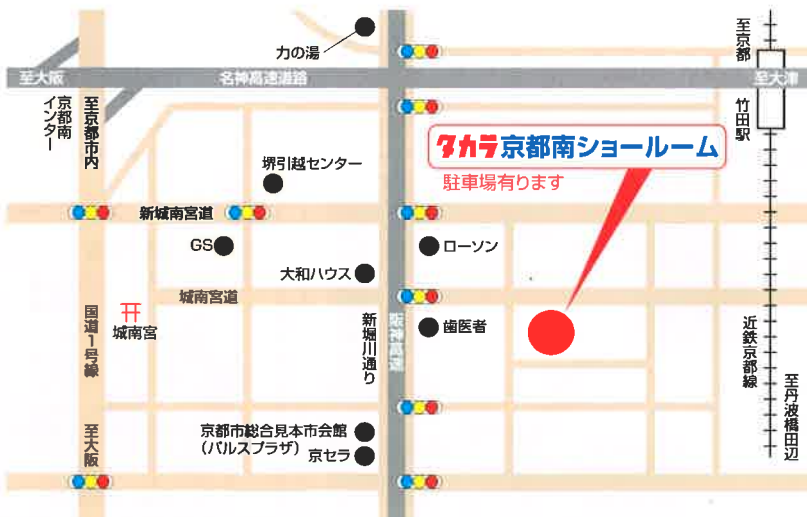 力の湯
至京都
至大阪
名神高速道路
至大津
京都南
インター
至京都市内
竹田駅
タカラ京都南ショールーム
駐車場有ります
堺引越センター
新城南宮道
GS
ローソン
大和ハウス
城南宮道
城南宮
国道1号線
新堀川通り
阪神高速
歯医者
近鉄京都線
至丹波橋田辺
至大阪
京都市総合見本市会館
(パルスプラザ)
京セラ